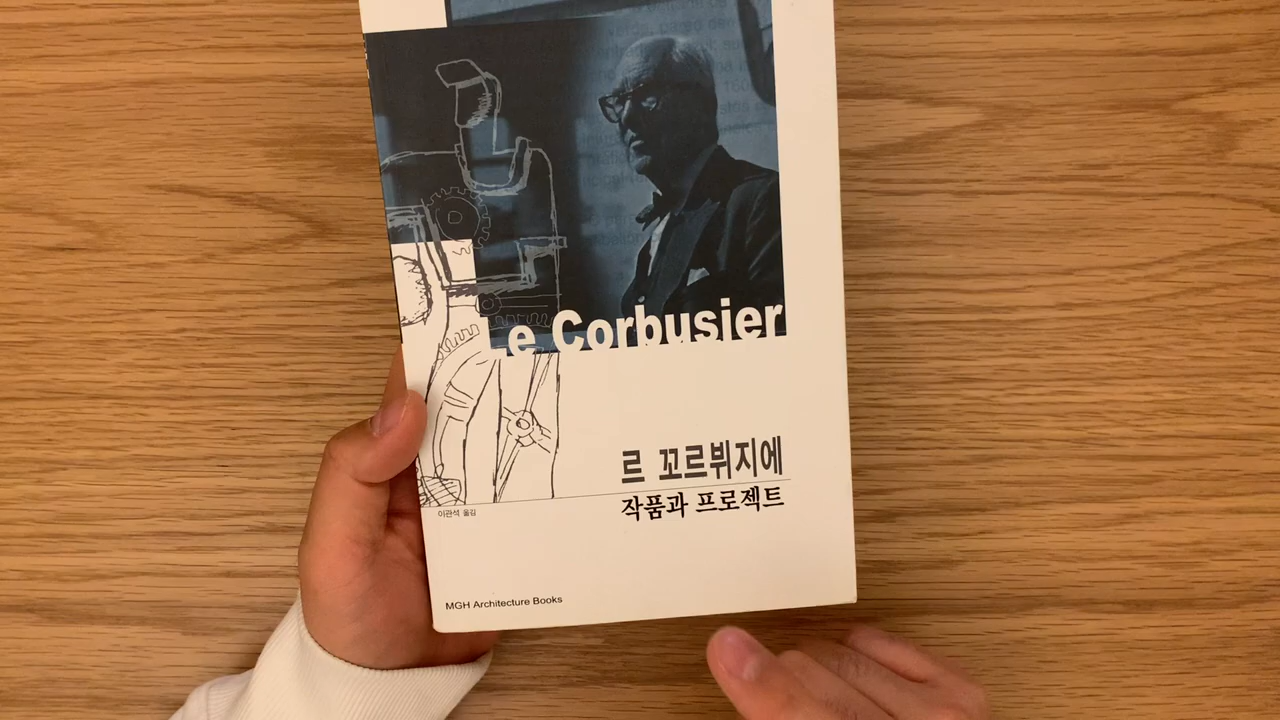 Le Corbusier
르 꼬르뷔지에
작품과 프로젝트
이관석 옮김
MGH Architecture Books